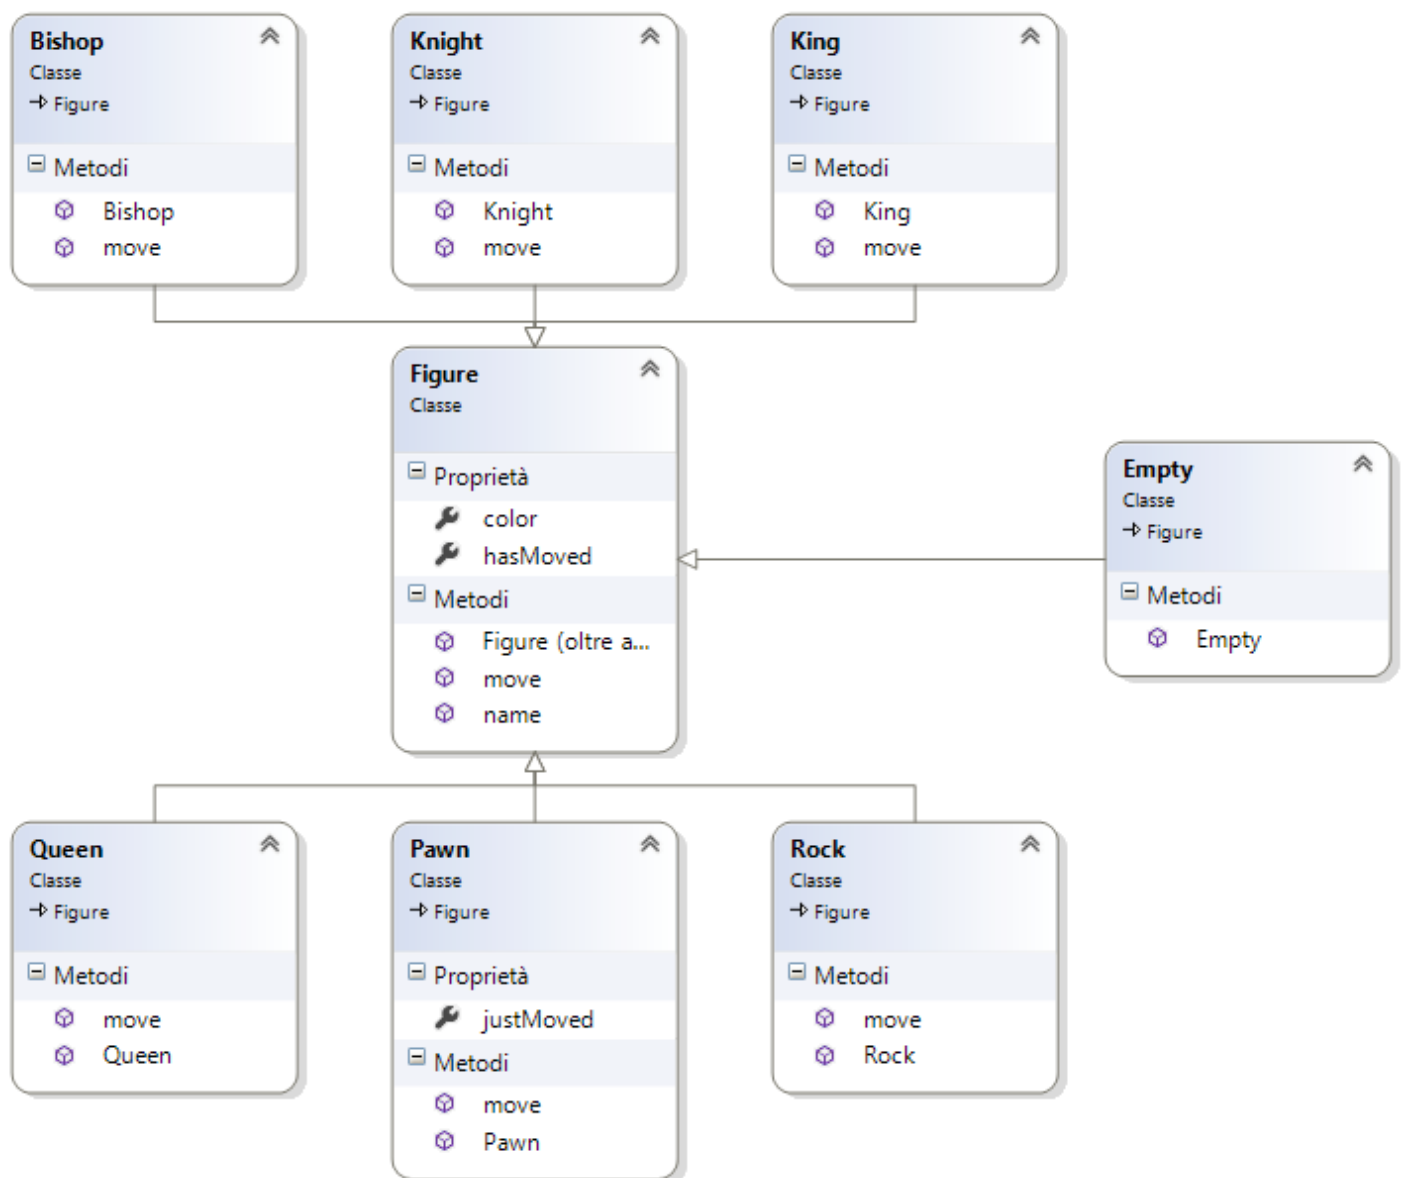 Bishop
Classe
Figure
Metodi
Bishop
move
Knight
Classe
Figure
Metodi
Knight
move
King
Classe
Figure
Metodi
King
move
Figure
Classe
Proprietà
color
hasMoved
Metodi
Figure (oltre a...
move
name
Empty
Classe
Figure
Metodi
Empty
Queen
Classe
Figure
Metodi
move
Queen
Pawn
Classe
Figure
Proprietà
justMoved
Metodi
move
Pawn
Rock
Classe
Figure
Metodi
move
Rock